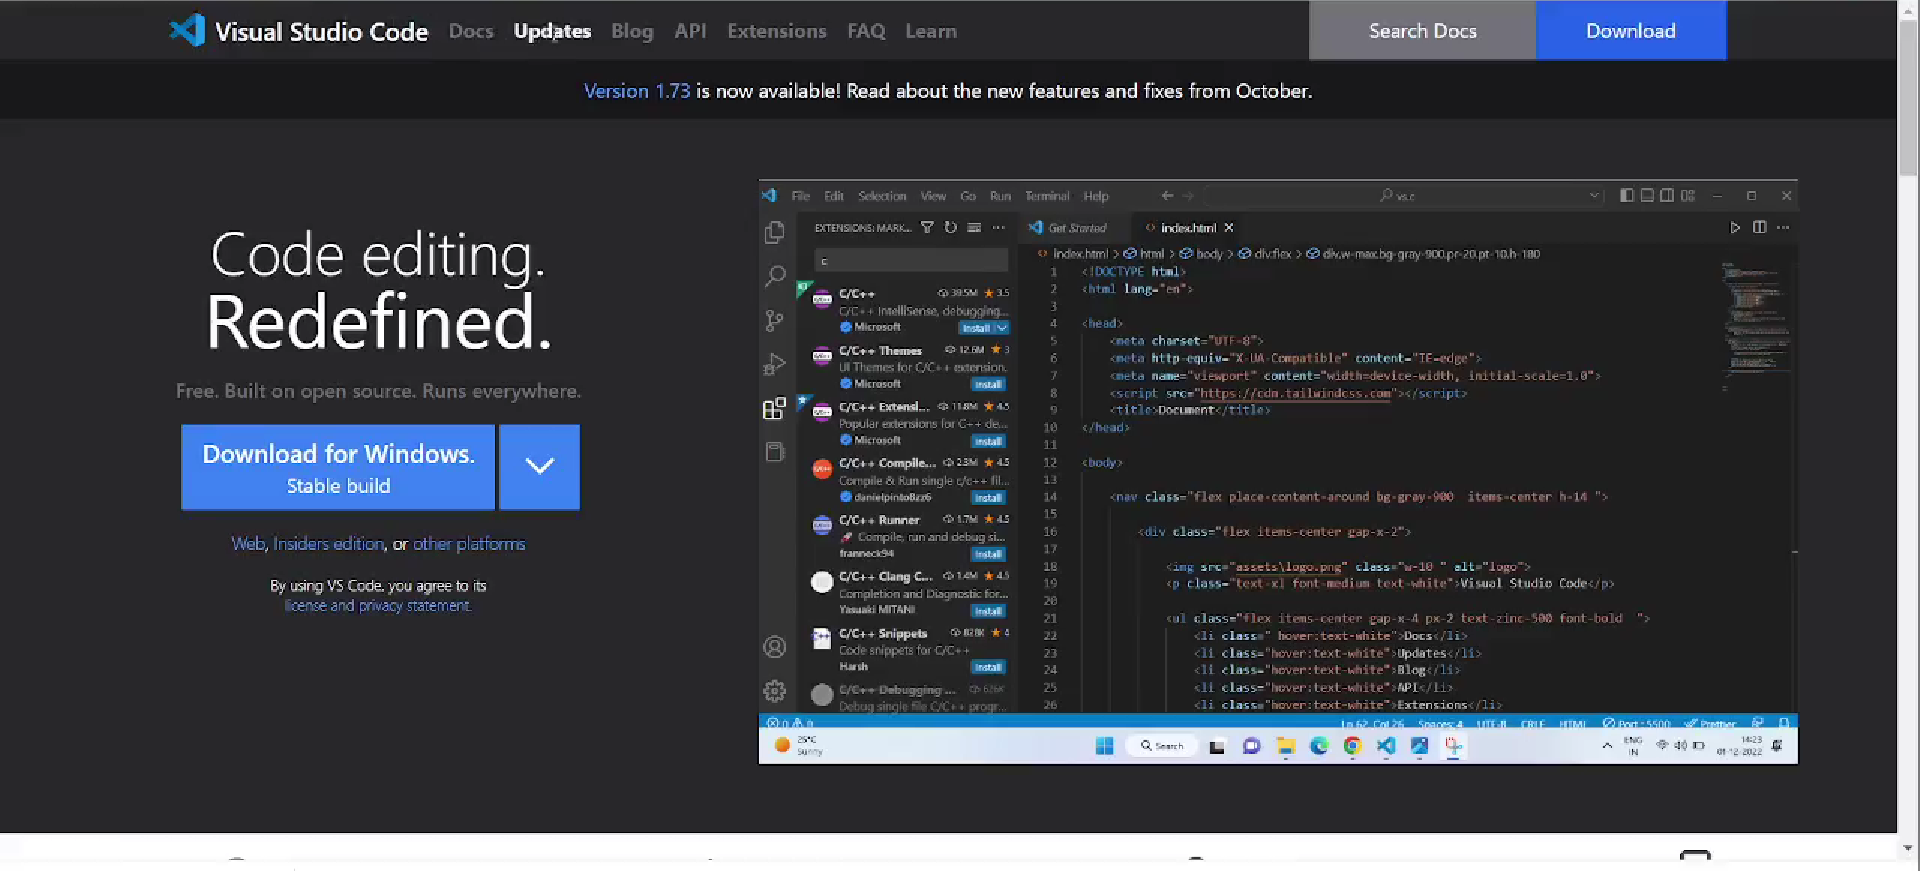 Visual Studio Code Docs Updates Blog API Extensions FAQ Learn Search Docs Download
Version 1.73 is now available! Read about the new features and fixes from October.
Code editing.
Redefined.
Free. Built on open source. Runs everywhere.
Download for Windows.
Stable build
Web, Insiders edition, or other platforms
By using VS Code, you agree to its
license and privacy statement.
File Edit Selection View Go Run Terminal Help vs.c
EXTENSIONS: MARK...
c
C/C++ 39.5M 3.5
C/C++ IntelliSense, debugging...
Microsoft Install
C/C++ Themes 12.6M 3
UI Themes for C/C++ extension.
Microsoft Install
C/C++ Extensi... 11.8M 4.5
Popular extensions for C++ de...
Microsoft Install
C/C++ Compile... 2.3M 4.5
Compile & Run single c/c++ fil...
danielpinto8zz6 Install
C/C++ Runner 1.7M 4.5
🚀 Compile, run and debug si...
franneck94 Install
C/C++ Clang C... 1.4M 4.5
Completion and Diagnostic for...
Yasuaki MITANI Install
C/C++ Snippets 828K 4
Code snippets for C/C++
Harsh Install
C/C++ Debugging ... 626K
Debug single file C/C++ progr...
Get Started index.html
index.html > html > body > div.flex > div.w-max.bg-gray-900.pr-20.pt-10.h-180
1 <!DOCTYPE html>
2 <html lang="en">
3
4 <head>
5 <meta charset="UTF-8">
6 <meta http-equiv="X-UA-Compatible" content="IE-edge">
7 <meta name="viewport" content="width=device-width, initial-scale=1.0">
8 <script src="https://cdn.tailwindcss.com"></script>
9 <title>Document</title>
10 </head>
11
12 <body>
13
14 <nav class="flex place-content-around bg-gray-900 items-center h-14 ">
15
16 <div class="flex items-center gap-x-2">
17
18 <img src="assets\logo.png" class="w-10 " alt="logo">
19 <p class="text-xl font-medium text-white">Visual Studio Code</p>
20
21 <ul class="flex items-center gap-x-4 px-2 text-zinc-500 font-bold ">
22 <li class=" hover:text-white">Docs</li>
23 <li class="hover:text-white">Updates</li>
24 <li class="hover:text-white">Blog</li>
25 <li class="hover:text-white">API</li>
26 <li class="hover:text-white">Extensions</li>
0 0 Ln 62, Col 26 Spaces: 4 UTF-8 CRLF HTML Port : 5500 Prettier
25°C
Sunny
Search
ENG
IN
14:23
01-12-2022